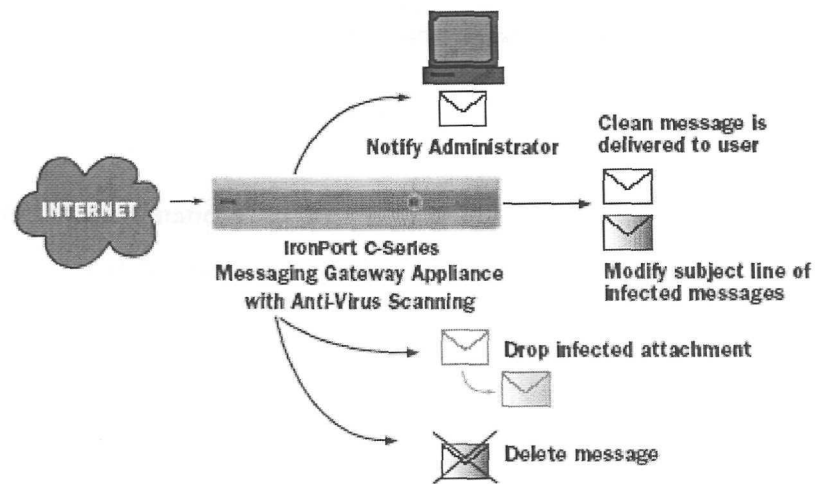 Notify Administrator
Clean message is
delivered to user
INTERNET
IronPort C-Series
Messaging Gateway Appliance
with Anti-Virus Scanning
Modify subject line of
infected messages
Drop infected attachment
Delete message